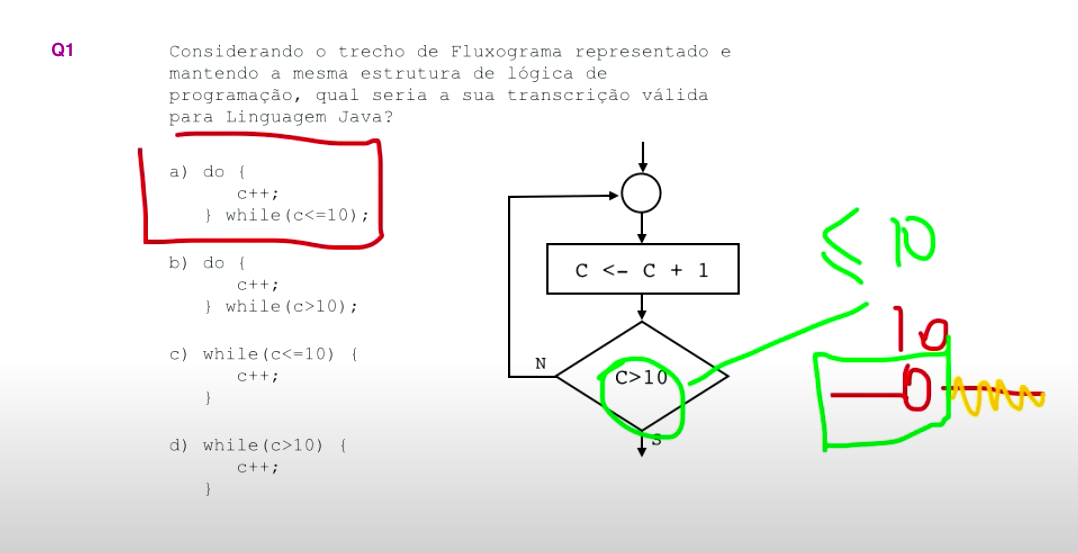 Q1
Considerando o trecho de Fluxograma representado e
mantendo a mesma estrutura de lógica de
programação, qual seria a sua transcrição válida
para Linguagem Java?
a) do {
c++;
} while(c<=10);
b) do {
c++;
} while(c>10);
c) while(c<=10) {
c++;
}
d) while(c>10) {
c++;
}
C <- C + 1
N
C>10
S
≤ 10
10
0